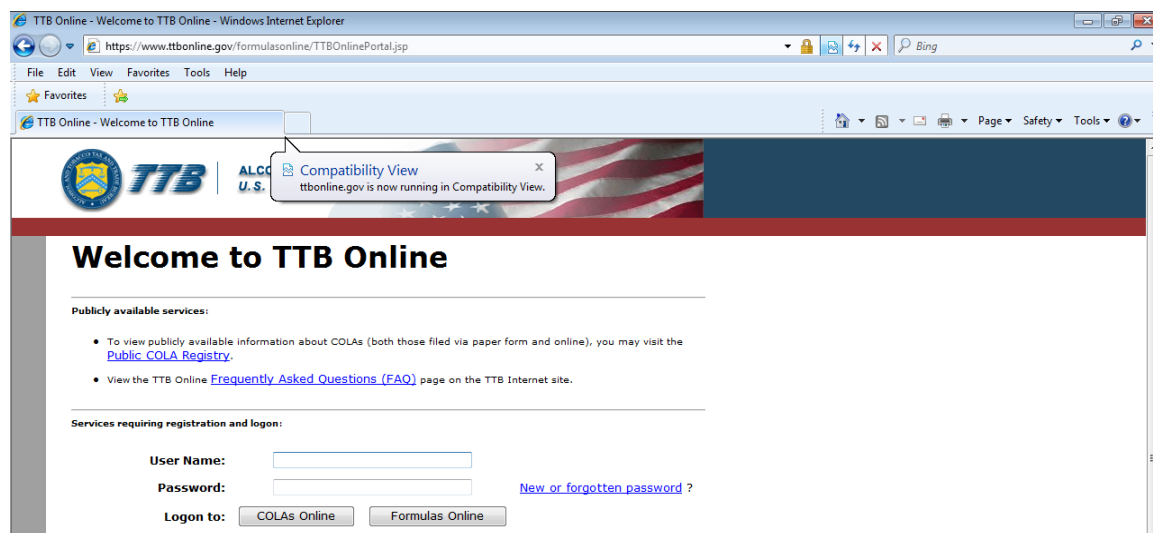 TTB Online - Welcome to TTB Online - Windows Internet Explorer
https://www.ttbonline.gov/formulasonline/TTBOnlinePortal.jsp
Bing
File Edit View Favorites Tools Help
Favorites
TTB Online - Welcome to TTB Online
Page Safety Tools
TTB
ALCO
U. S.
Compatibility View x
ttbonline.gov is now running in Compatibility View.
Welcome to TTB Online
Publicly available services:
• To view publicly available information about COLAs (both those filed via paper form and online), you may visit the
Public COLA Registry.
• View the TTB Online Frequently Asked Questions (FAQ) page on the TTB Internet site.
Services requiring registration and logon:
User Name:
Password: New or forgotten password ?
Logon to: COLAs Online Formulas Online